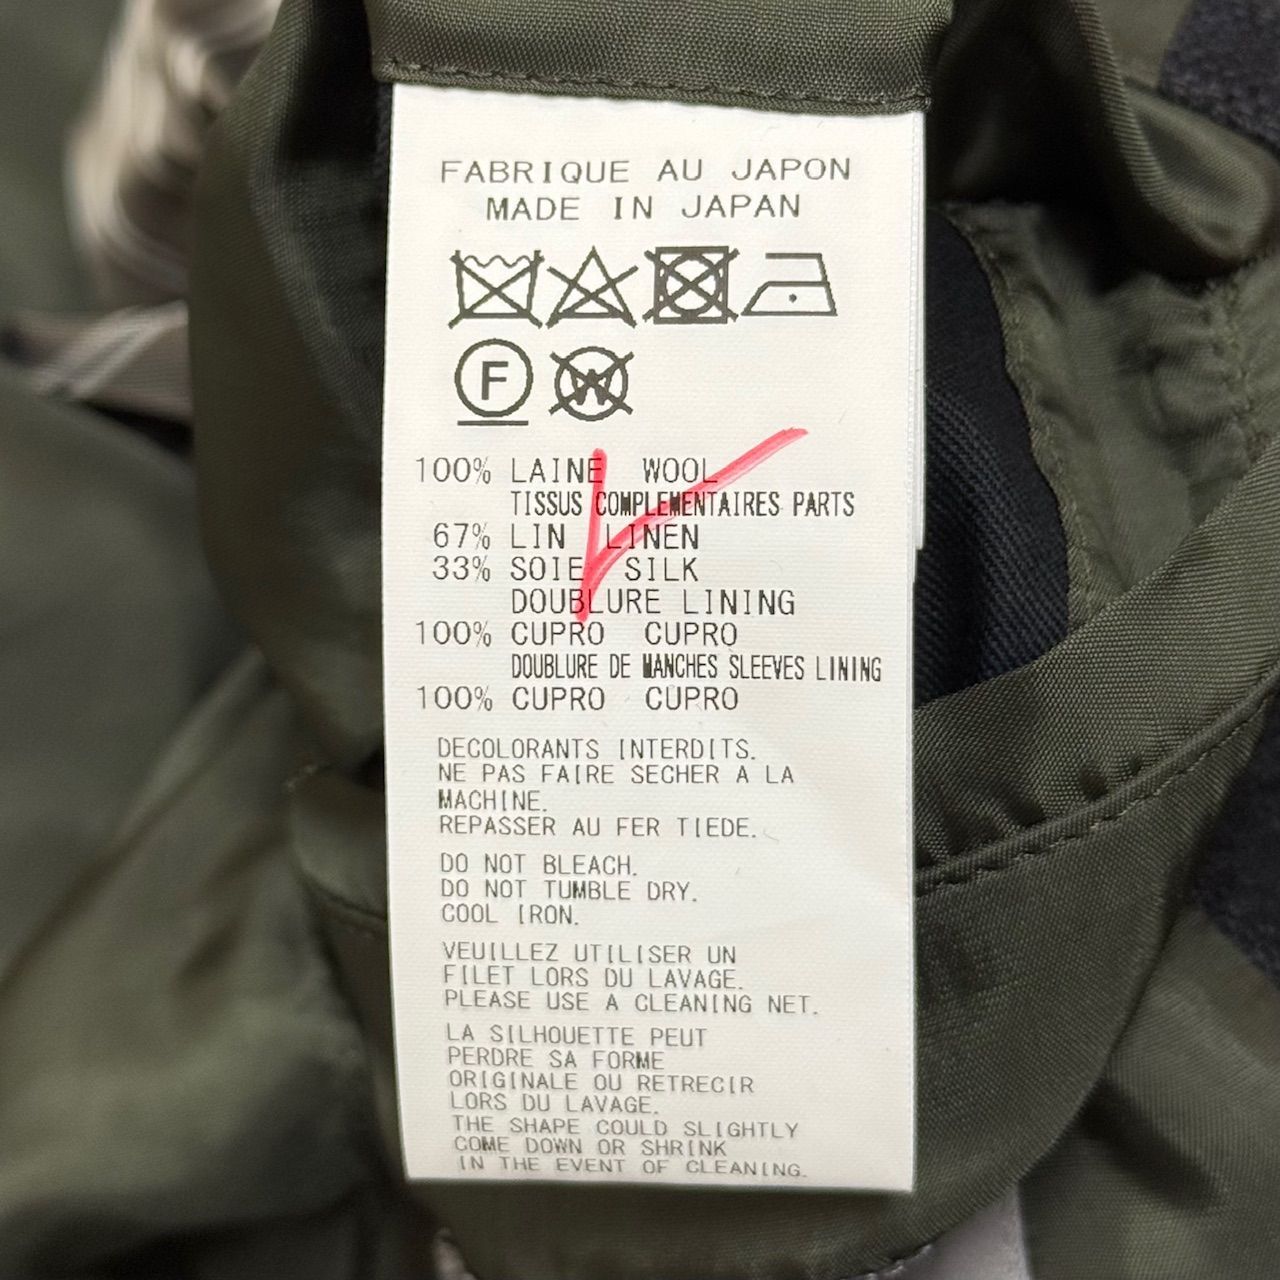 FABRIQUE AU JAPON
MADE IN JAPAN
F W
100% LAINE WOOL
TISSUS COMPLEMENTAIRES PARTS
67% LIN LINEN
33% SOIE SILK
DOUBLURE LINING
100% CUPRO CUPRO
DOUBLURE DE MANCHES SLEEVES LINING
100% CUPRO CUPRO
DECOLORANTS INTERDITS.
NE PAS FAIRE SECHER A LA
MACHINE.
REPASSER AU FER TIEDE.
DO NOT BLEACH.
DO NOT TUMBLE DRY.
COOL IRON.
VEUILLEZ UTILISER UN
FILET LORS DU LAVAGE.
PLEASE USE A CLEANING NET.
LA SILHOUETTE PEUT
PERDRE SA FORME
ORIGINALE OU RETRECIR
LORS DU LAVAGE.
THE SHAPE COULD SLIGHTLY
COME DOWN OR SHRINK
IN THE EVENT OF CLEANING.